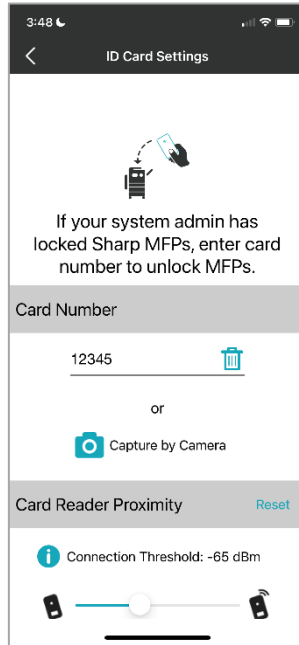 3:48
ID Card Settings
If your system admin has
locked Sharp MFPs, enter card
number to unlock MFPs.
Card Number
12345
or
Capture by Camera
Card Reader Proximity Reset
Connection Threshold: -65 dBm